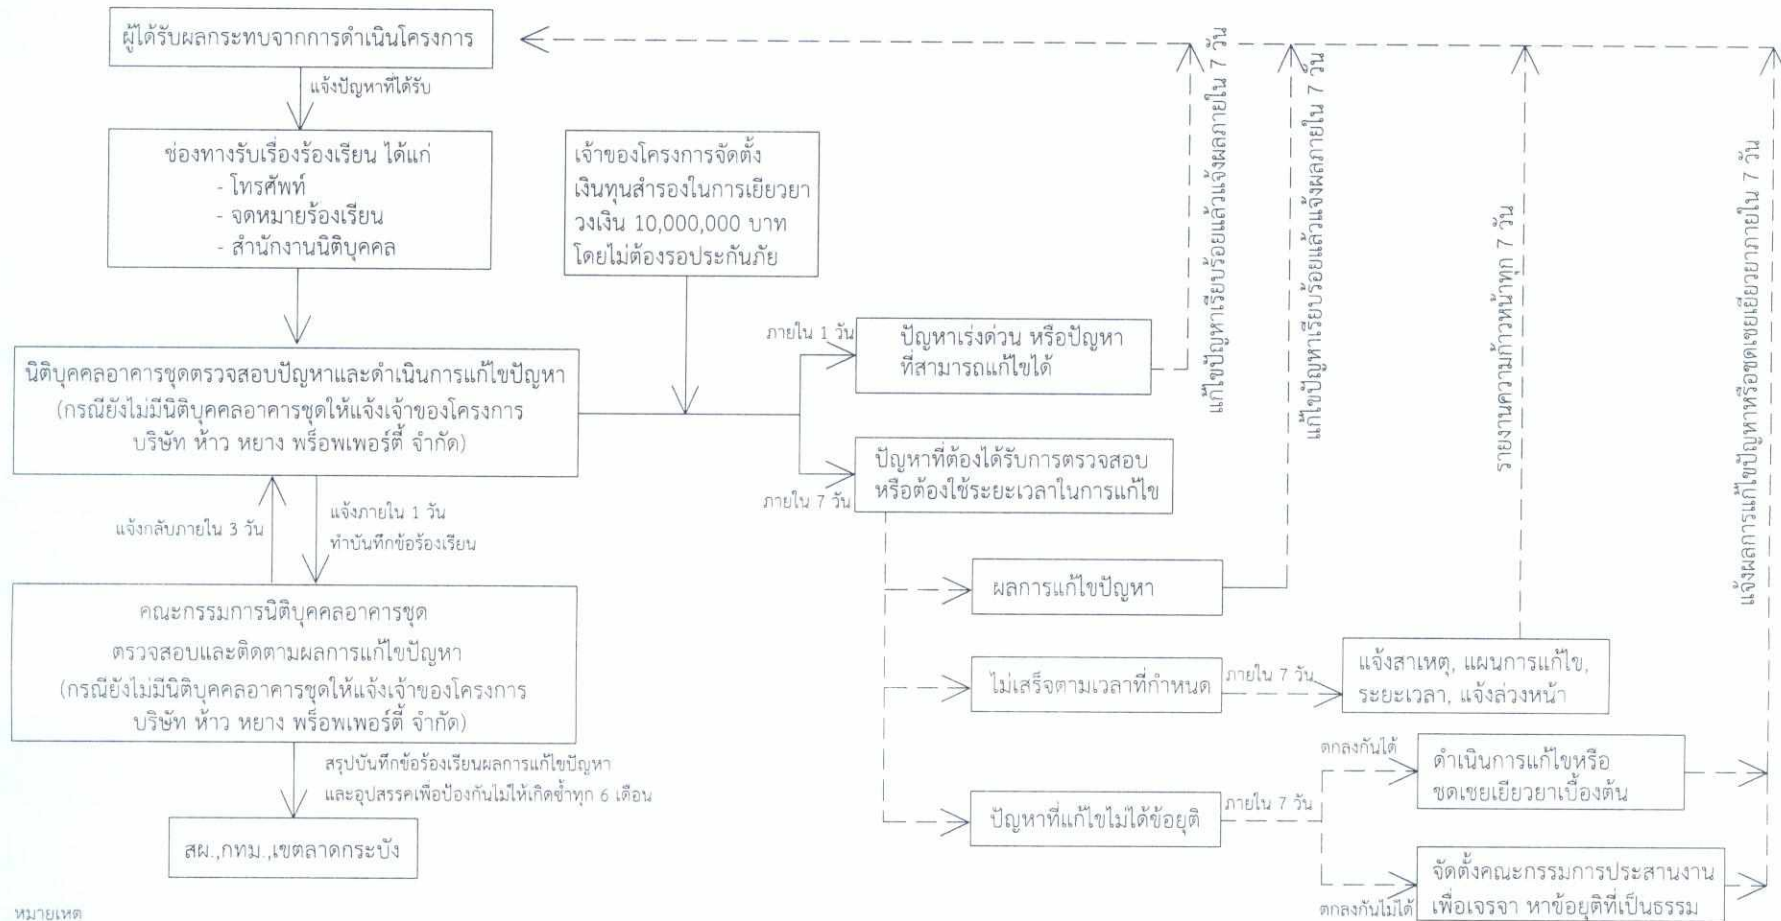 ผู้ได้รับผลกระทบจากการดำเนินโครงการ
แจ้งปัญหาที่ได้รับ
ช่องทางรับเรื่องร้องเรียน ได้แก่
- โทรศัพท์
- จดหมายร้องเรียน
- สำนักงานนิติบุคคล
เจ้าของโครงการจัดตั้ง
เงินทุนสำรองในการเยียวยา
วงเงิน 10,000,000 บาท
โดยไม่ต้องรอประกันภัย
นิติบุคคลอาคารชุดตรวจสอบปัญหาและดำเนินการแก้ไขปัญหา
(กรณียังไม่มีนิติบุคคลอาคารชุดให้แจ้งเจ้าของโครงการ
บริษัท ห้าว หยาง พร็อพเพอร์ตี้ จำกัด)
แจ้งกลับภายใน 3 วัน
แจ้งภายใน 1 วัน
ทำบันทึกข้อร้องเรียน
คณะกรรมการนิติบุคคลอาคารชุด
ตรวจสอบและติดตามผลการแก้ไขปัญหา
(กรณียังไม่มีนิติบุคคลอาคารชุดให้แจ้งเจ้าของโครงการ
บริษัท ห้าว หยาง พร็อพเพอร์ตี้ จำกัด)
สรุปบันทึกข้อร้องเรียนผลการแก้ไขปัญหา
และอุปสรรคเพื่อป้องกันไม่ให้เกิดซ้ำทุก 6 เดือน
สผ.,กทม.,เขตลาดกระบัง
ภายใน 1 วัน
ปัญหาเร่งด่วน หรือปัญหา
ที่สามารถแก้ไขได้
ภายใน 7 วัน
ปัญหาที่ต้องได้รับการตรวจสอบ
หรือต้องใช้ระยะเวลาในการแก้ไข
ผลการแก้ไขปัญหา
ไม่เสร็จตามเวลาที่กำหนด
ภายใน 7 วัน
แจ้งสาเหตุ, แผนการแก้ไข,
ระยะเวลา, แจ้งล่วงหน้า
ปัญหาที่แก้ไขไม่ได้ข้อยุติ
ภายใน 7 วัน
ตกลงกันได้
ดำเนินการแก้ไขหรือ
ชดเชยเยียวยาเบื้องต้น
ตกลงกันไม่ได้
จัดตั้งคณะกรรมการประสานงาน
เพื่อเจรจา หาข้อยุติที่เป็นธรรม
แก้ไขปัญหาเรียบร้อยแล้วแจ้งผลภายใน 7 วัน
แก้ไขปัญหาเรียบร้อยแล้วแจ้งผลภายใน 7 วัน
รายงานความก้าวหน้าทุก 7 วัน
แจ้งผลการแก้ไขปัญหาหรือชดเชยเยียวยาภายใน 7 วัน
หมายเหตุ